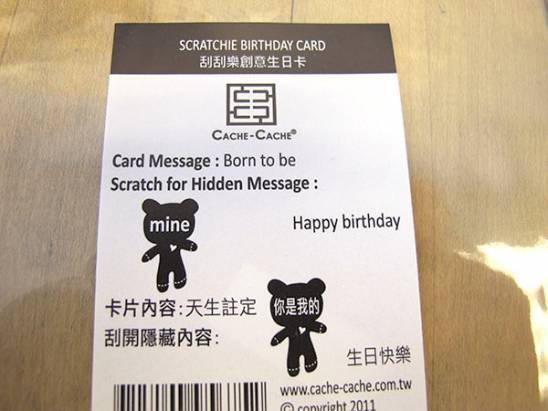 SCRATCHIE BIRTHDAY CARD
刮刮樂創意生日卡
CACHE-CACHE®
Card Message : Born to be
Scratch for Hidden Message :
mine
Happy birthday
卡片內容:天生註定
你是我的
刮開隱藏內容:
生日快樂
www.cache-cache.com.tw
© copyright 2011